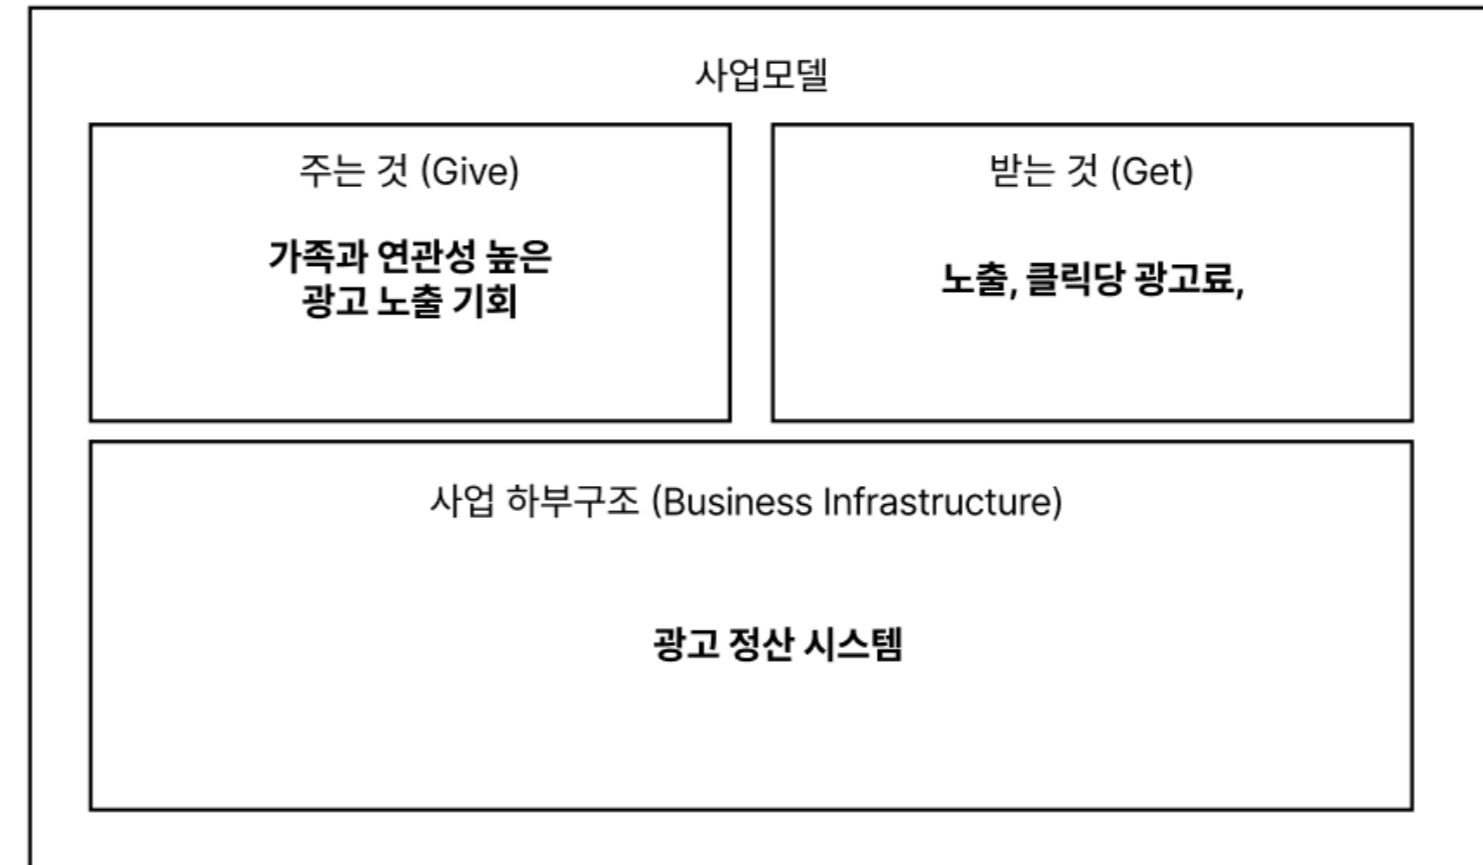 사업모델
주는 것 (Give)
가족과 연관성 높은
광고 노출 기회
받는 것 (Get)
노출, 클릭당 광고료,
사업 하부구조 (Business Infrastructure)
광고 정산 시스템